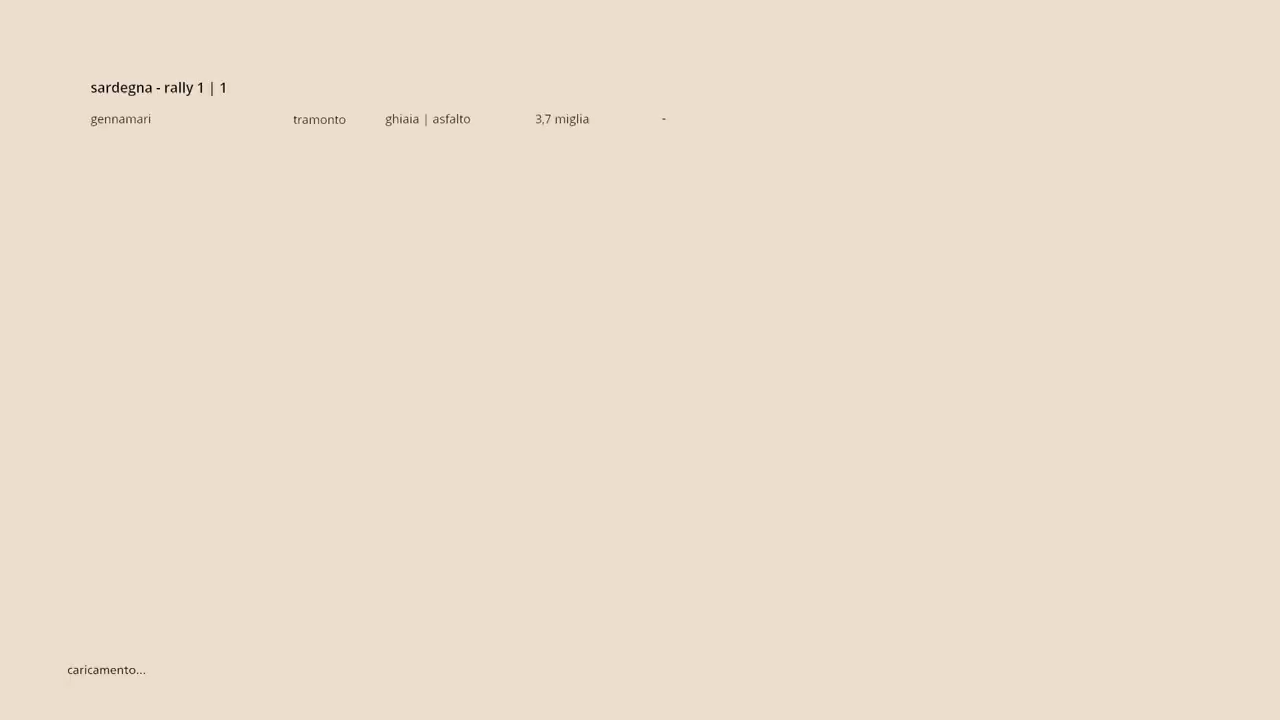 sardegna - rally 1 | 1
gennamari tramonto ghiaia | asfalto 3,7 miglia -
caricamento...